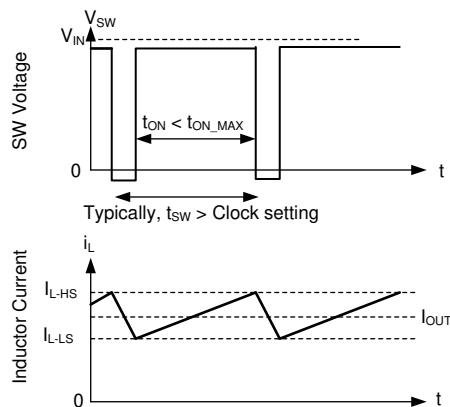 V_SW
V_IN
SW Voltage
t_ON < t_ON_MAX
0
t
Typically, t_SW > Clock setting
i_L
Inductor Current
I_L-HS
I_OUT
I_L-LS
0
t